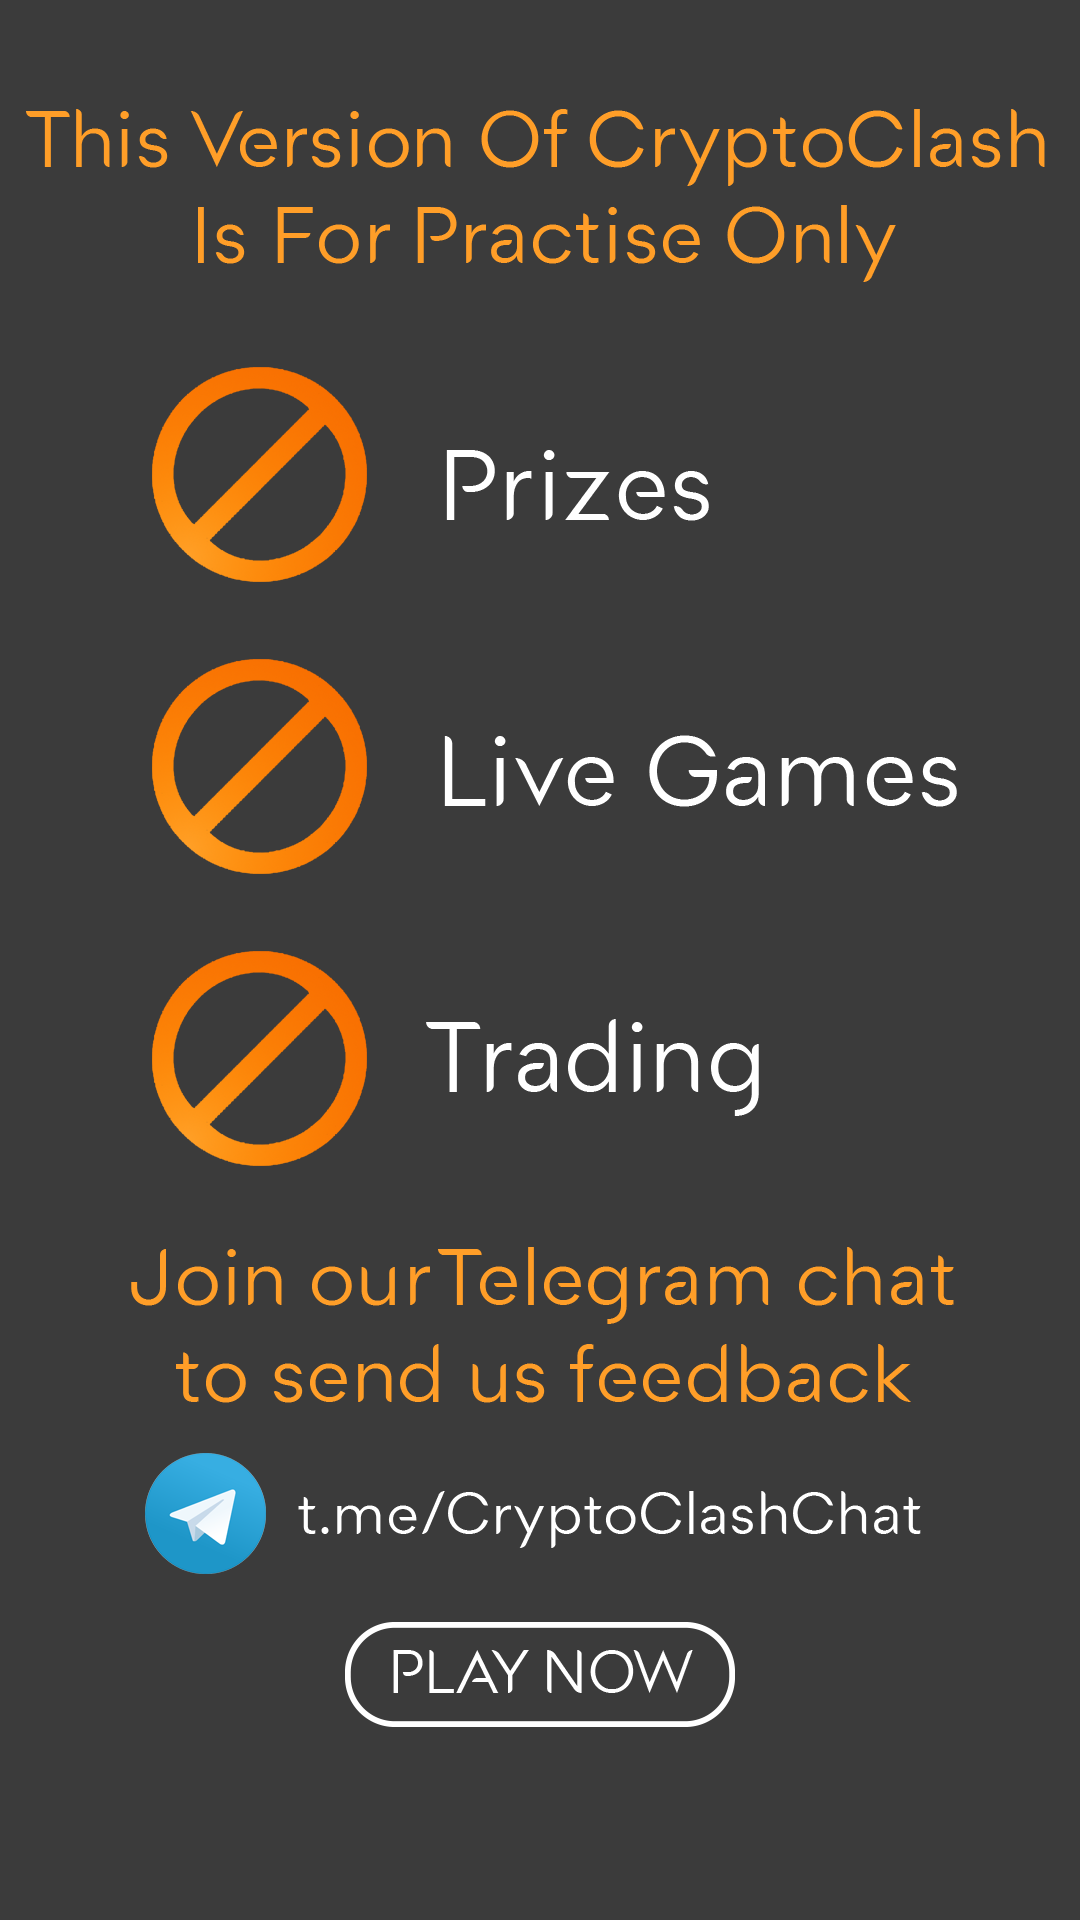 This Version Of CryptoClash
Is For Practise Only
Prizes
Live Games
Trading
Join our Telegram chat
to send us feedback
t.me/CryptoClashChat
PLAY NOW